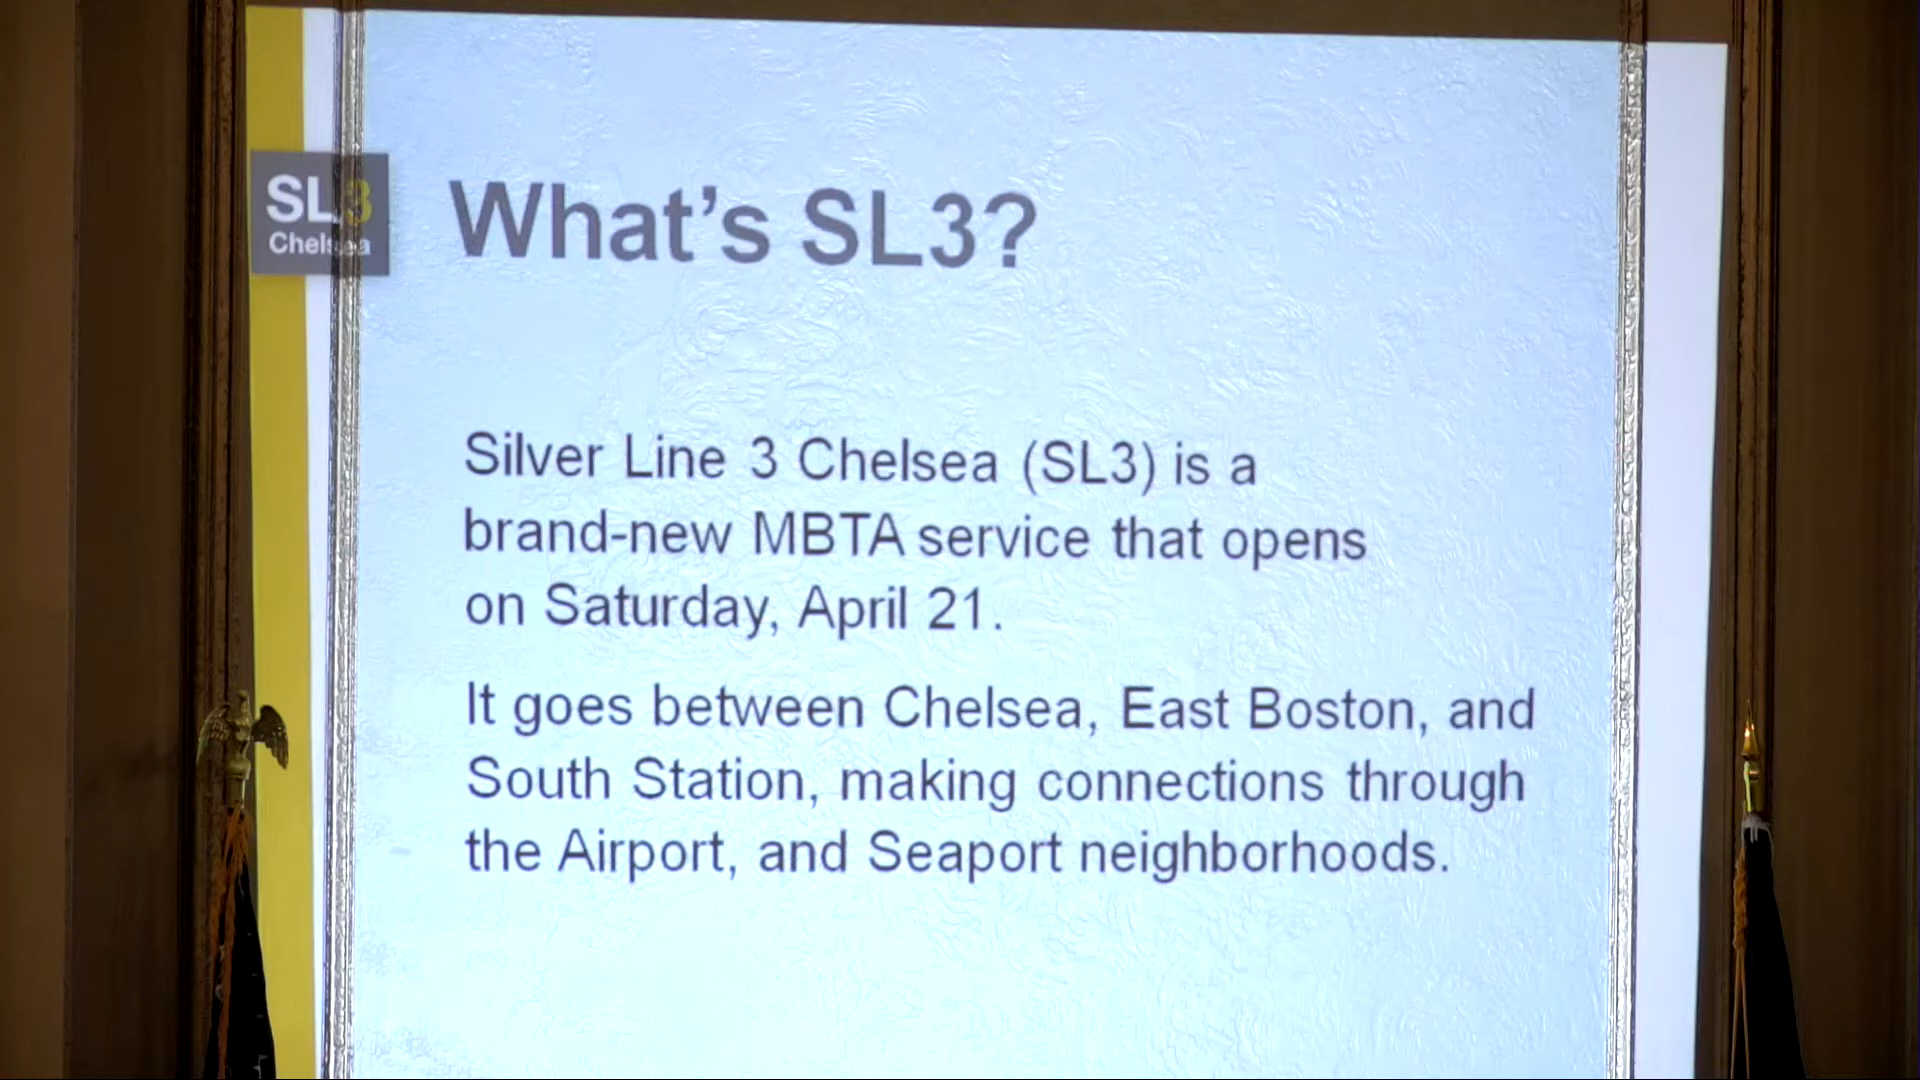 SL3
Chelsea
What's SL3?
Silver Line 3 Chelsea (SL3) is a
brand-new MBTA service that opens
on Saturday, April 21.
It goes between Chelsea, East Boston, and
South Station, making connections through
the Airport, and Seaport neighborhoods.